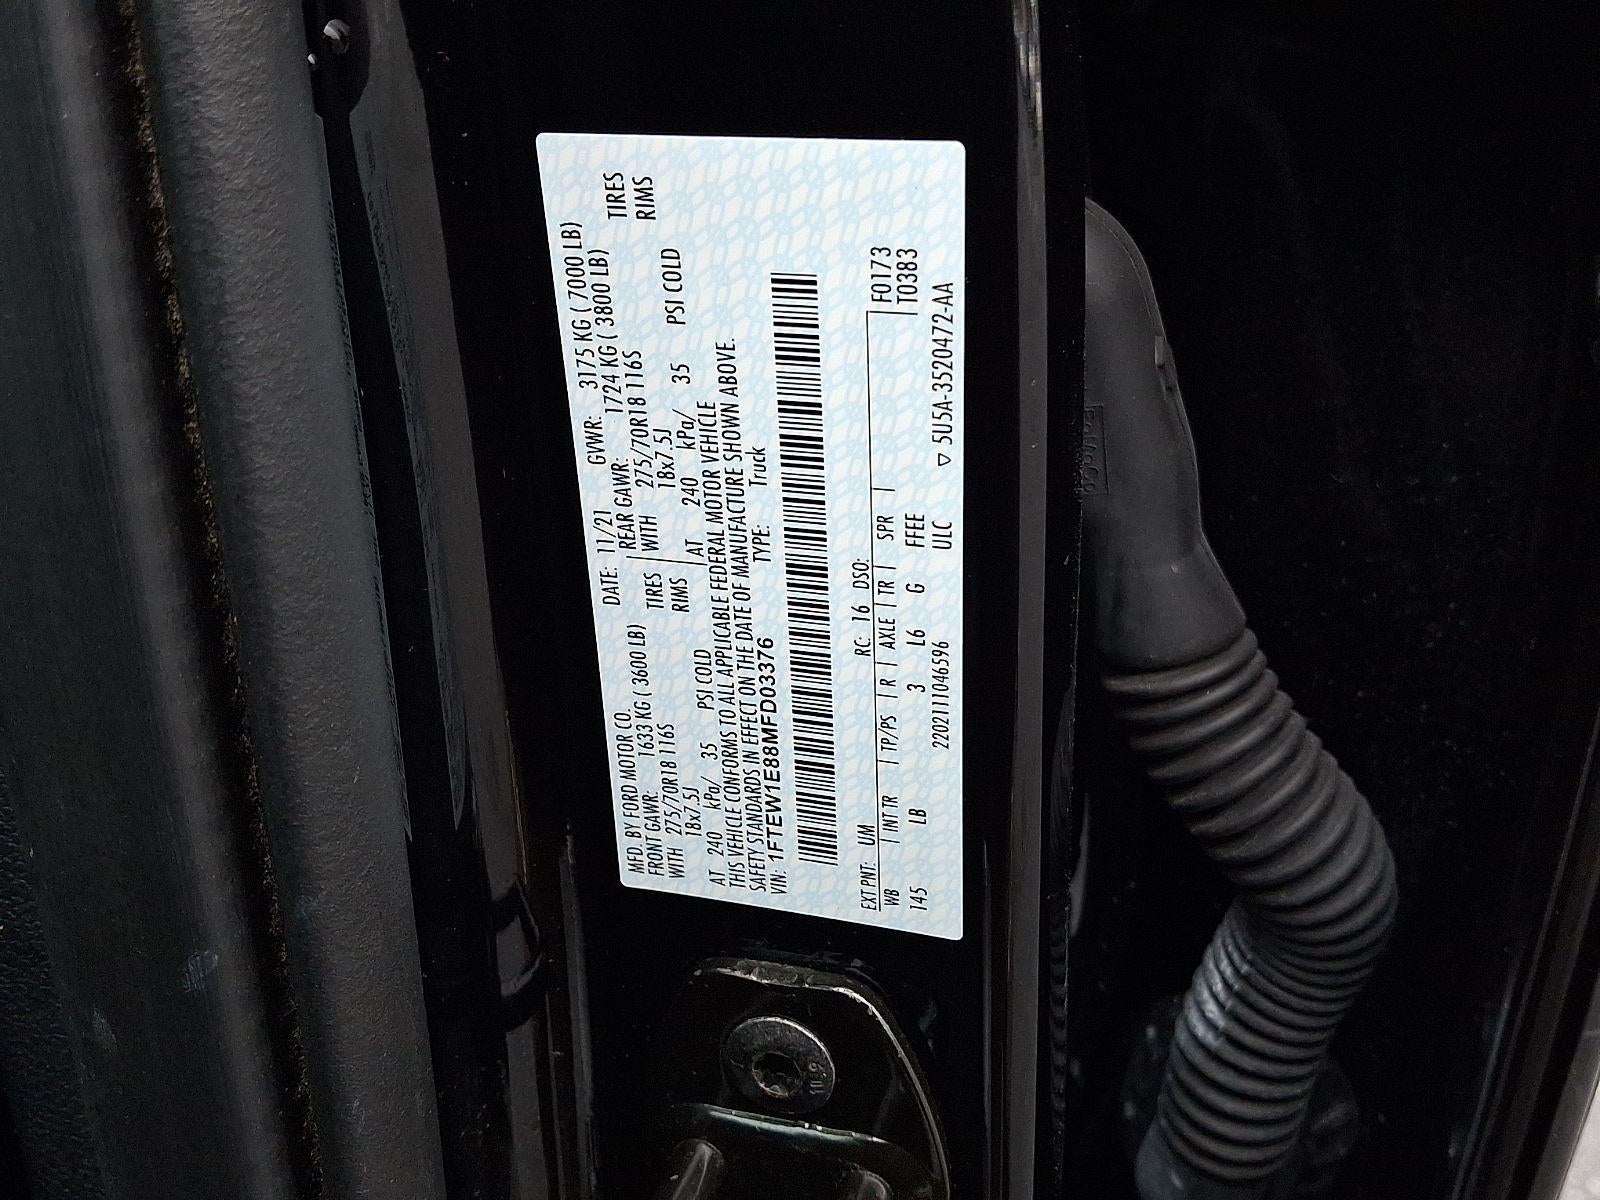 MFD. BY FORD MOTOR CO.
DATE: 11/21 GVWR: 3175 KG ( 7000 LB)
FRONT GAWR: 1633 KG ( 3600 LB)
REAR GAWR: 1724 KG ( 3800 LB)
WITH 275/70R18 116S TIRES
WITH 275/70R18 116S TIRES
18x7.5J RIMS
18x7.5J RIMS
AT 240 kPa/ 35 PSI COLD
AT 240 kPa/ 35 PSI COLD
THIS VEHICLE CONFORMS TO ALL APPLICABLE FEDERAL MOTOR VEHICLE
SAFETY STANDARDS IN EFFECT ON THE DATE OF MANUFACTURE SHOWN ABOVE.
VIN: 1FTEW1E88MFD03376 TYPE: Truck
EXT PNT: UM RC: 16 DSO: F0173
WB INT TR TP/PS R AXLE TR SPR T0383
145 LB 3 L6 G FFEE
2202111046596 ULC ▽ 5U5A-3520472-AA
10.9